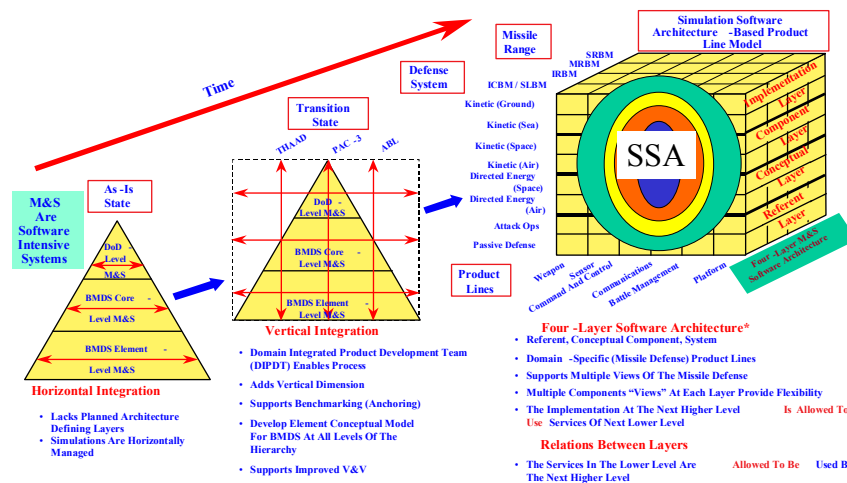 Simulation Software
Architecture -Based Product
Line Model
Missile
Range
SRBM
MRBM
IRBM
Defense
System
ICBM / SLBM
Kinetic (Ground)
Kinetic (Sea)
Kinetic (Space)
Kinetic (Air)
Directed Energy
(Space)
Directed Energy
(Air)
Attack Ops
Passive Defense
SSA
Implementation
Layer
Component
Layer
Conceptual
Layer
Referent
Layer
Four -Layer M&S
Software Architecture
Product
Lines
Weapon
Sensor
Command And Control
Communications
Battle Management
Platform
Time
Transition
State
THAAD
PAC -3
ABL
DoD -
Level M&S
BMDS Core -
Level M&S
BMDS Element -
Level M&S
M&S
Are
Software
Intensive
Systems
As -Is
State
DoD -
Level
M&S
BMDS Core -
Level M&S
BMDS Element -
Level M&S
Horizontal Integration
• Lacks Planned Architecture
Defining Layers
• Simulations Are Horizontally
Managed
Vertical Integration
• Domain Integrated Product Development Team
(DIPDT) Enables Process
• Adds Vertical Dimension
• Supports Benchmarking (Anchoring)
• Develop Element Conceptual Model
For BMDS At All Levels Of The
Hierarchy
• Supports Improved V&V
Four -Layer Software Architecture*
• Referent, Conceptual Component, System
• Domain -Specific (Missile Defense) Product Lines
• Supports Multiple Views Of The Missile Defense
• Multiple Components “Views” At Each Layer Provide Flexibility
• The Implementation At The Next Higher Level Is Allowed To
Use Services Of Next Lower Level
Relations Between Layers
• The Services In The Lower Level Are Allowed To Be Used B
The Next Higher Level